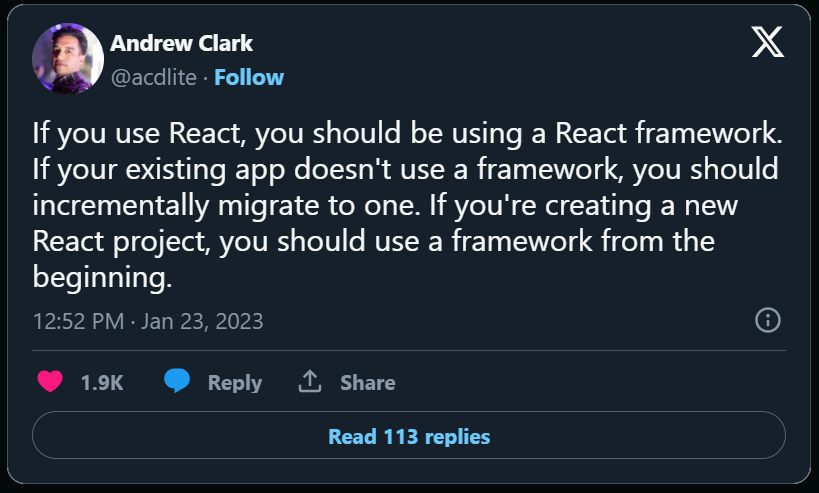 Andrew Clark
@acdlite · Follow
If you use React, you should be using a React framework.
If your existing app doesn't use a framework, you should
incrementally migrate to one. If you're creating a new
React project, you should use a framework from the
beginning.
12:52 PM · Jan 23, 2023
1.9K Reply Share
Read 113 replies